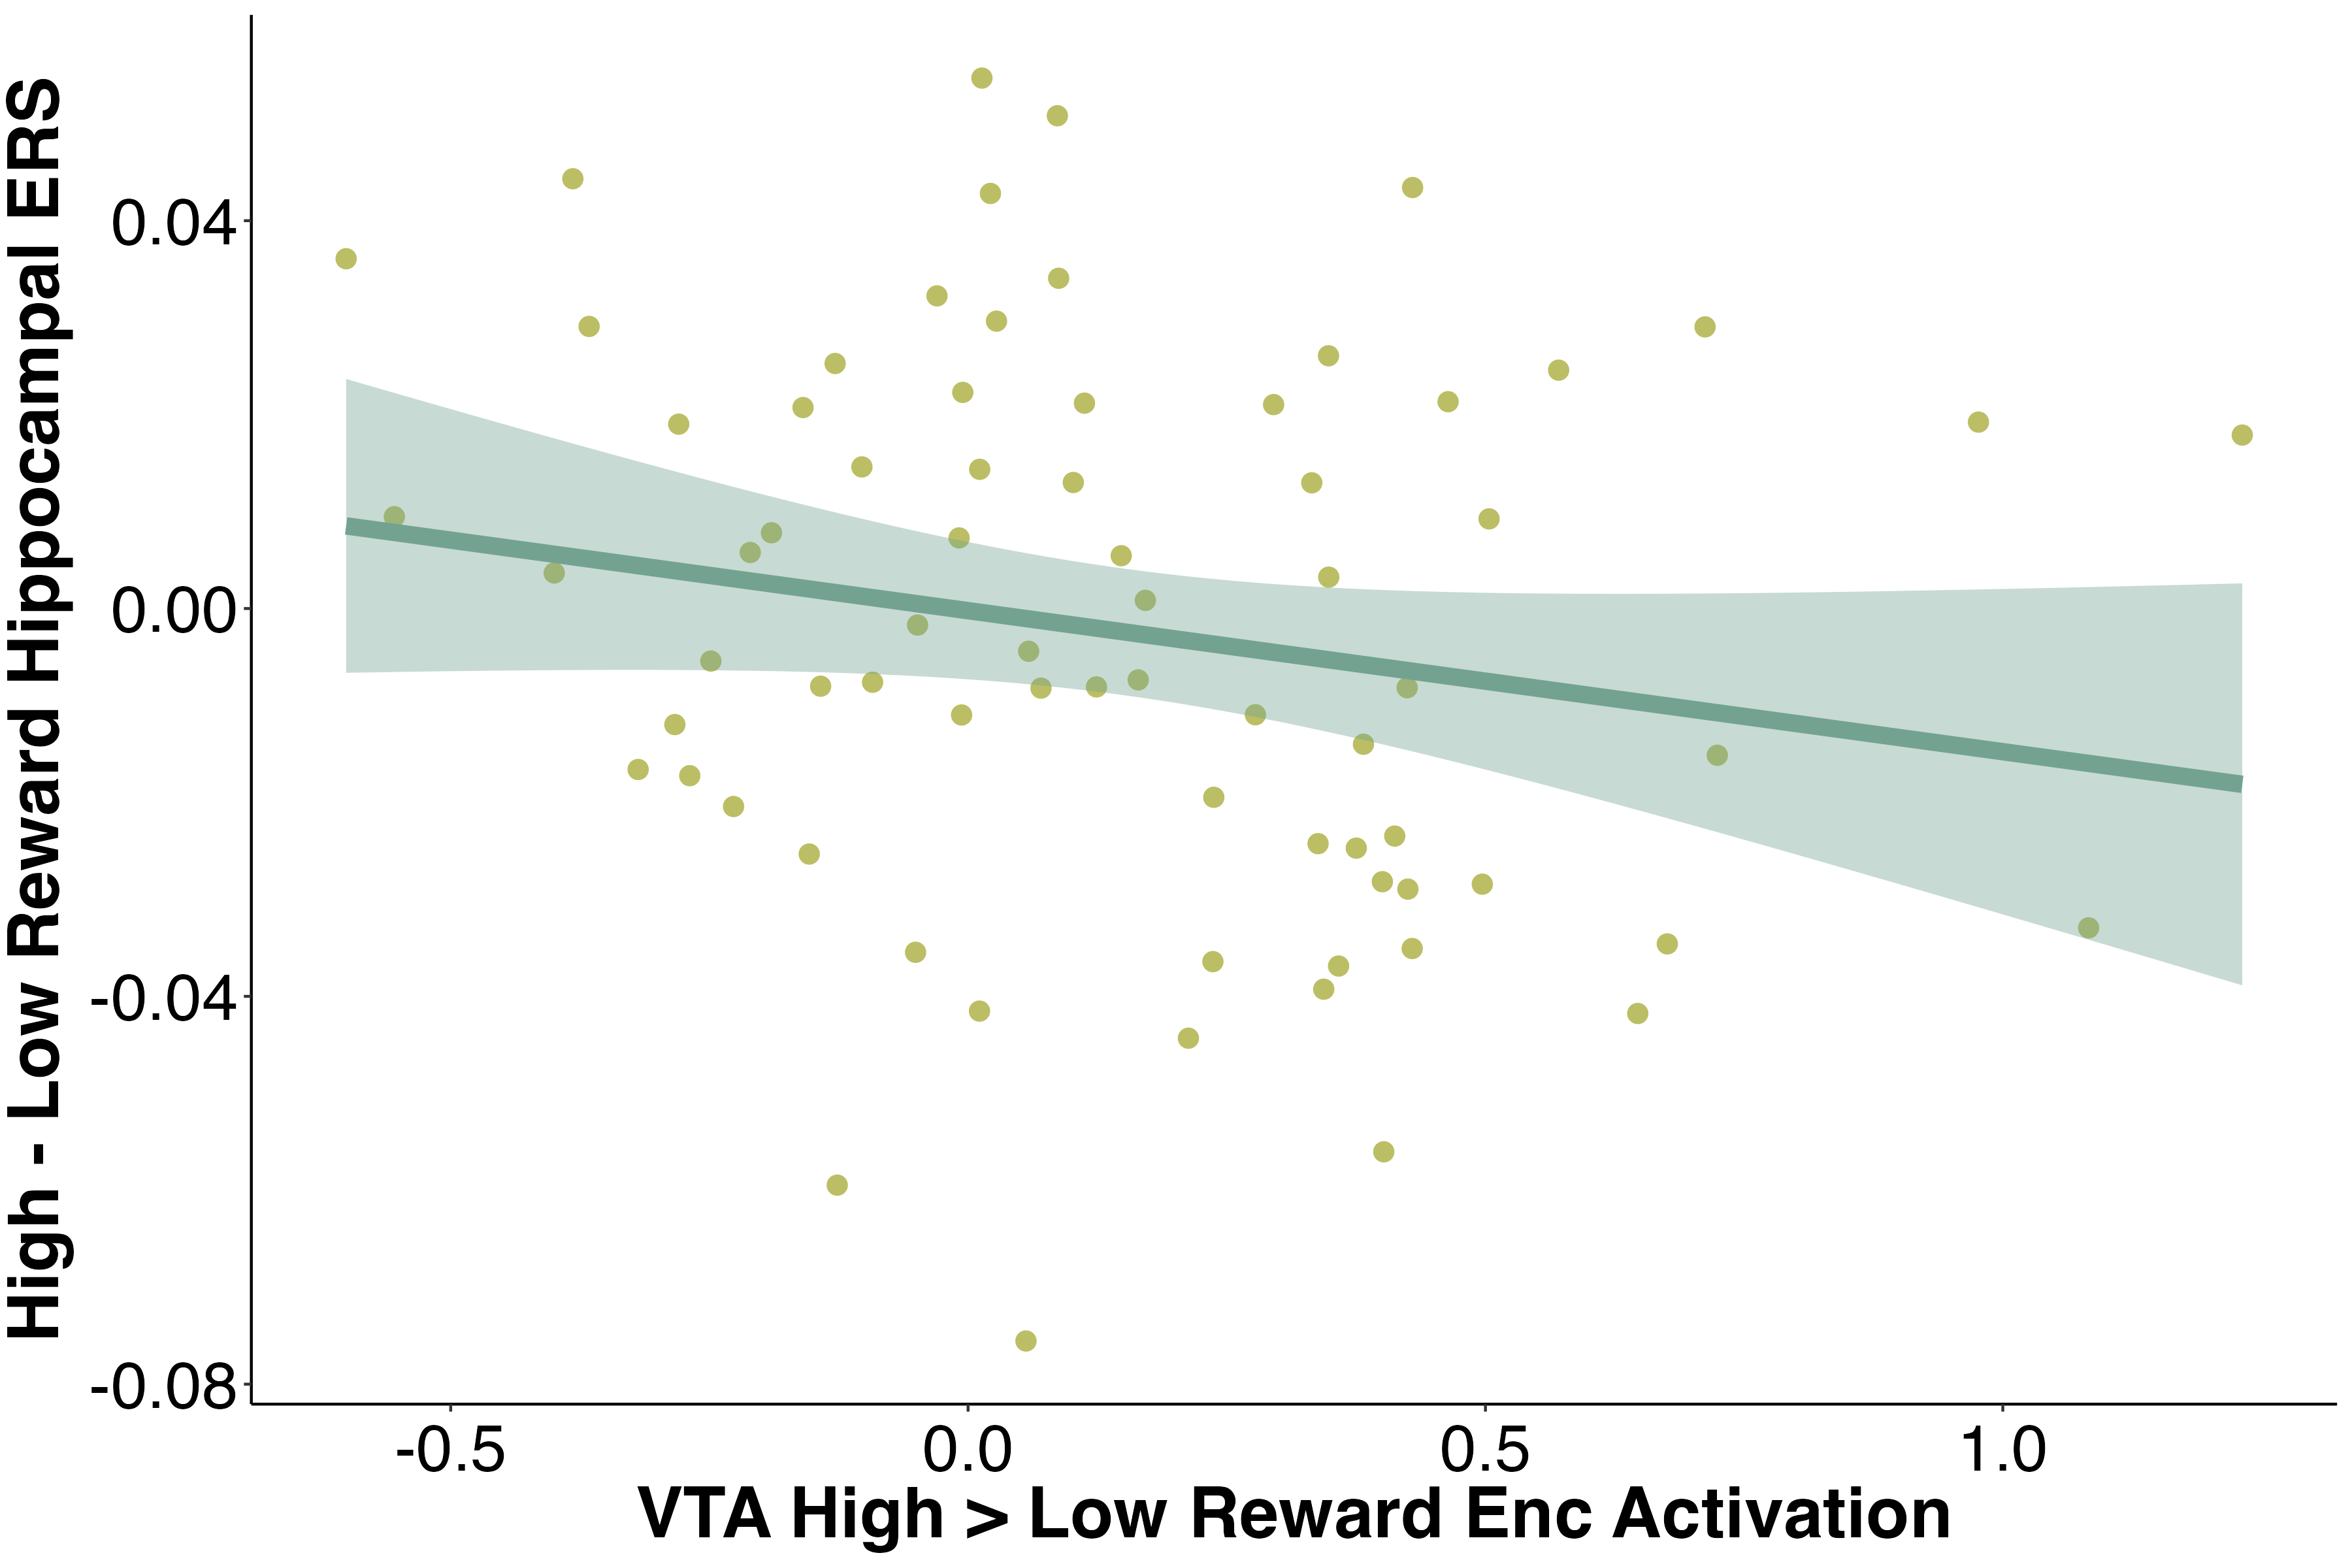 High - Low Reward Hippocampal ERS
0.04
0.00
-0.04
-0.08
-0.5 0.0 0.5 1.0
VTA High > Low Reward Enc Activation